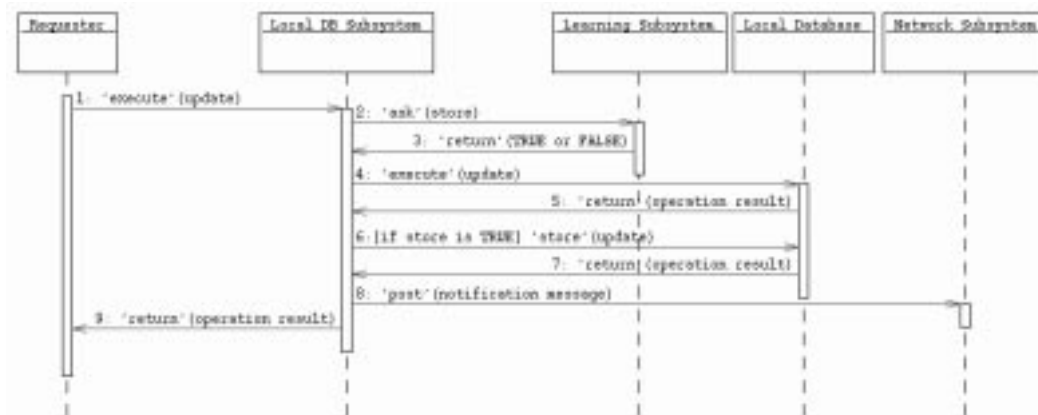 Requester
Local DB Subsystem
Learning Subsystem
Local Database
Network Subsystem
1: 'execute'(update)
2: 'ask'(store)
3: 'return'(TRUE or FALSE)
4: 'execute'(update)
5: 'return'(operation result)
6:[if store is TRUE] 'store'(update)
7: 'return'(operation result)
8: 'post'(notification message)
9: 'return'(operation result)